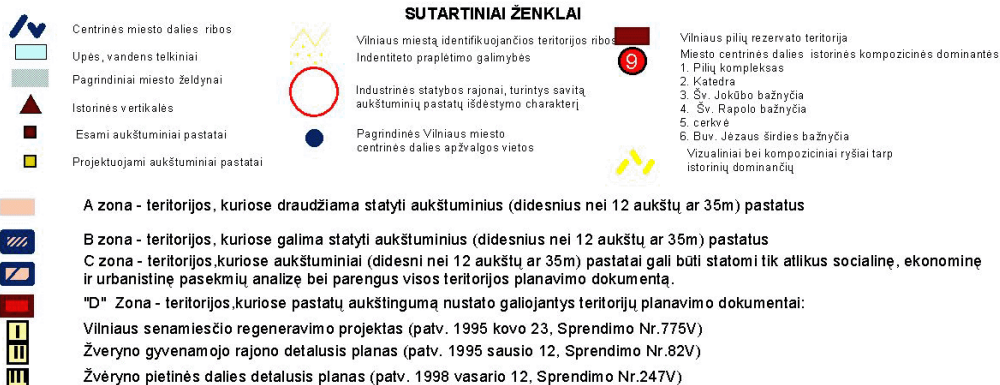 SUTARTINIAI ŽENKLAI
Centrinės miesto dalies ribos
Upės, vandens telkiniai
Pagrindiniai miesto želdynai
Istorinės vertikalės
Esami aukštuminiai pastatai
Projektuojami aukštuminiai pastatai
Vilniaus miestą identifikuojančios teritorijos ribos
Indentiteto praplėtimo galimybės
Industrinės statybos rajonai, turintys savitą
aukštuminių pastatų išdėstymo charakterį
Pagrindinės Vilniaus miesto
centrinės dalies apžvalgos vietos
Vilniaus pilių rezervato teritorija
9
Miesto centrinės dalies istorinės kompozicinės dominantės
1. Pilių kompleksas
2. Katedra
3. Šv. Jokūbo bažnyčia
4. Šv. Rapolo bažnyčia
5. cerkvė
6. Buv. Jėzaus širdies bažnyčia
Vizualiniai bei kompoziciniai ryšiai tarp
istorinių dominančių
A zona - teritorijos, kuriose draudžiama statyti aukštuminius (didesnius nei 12 aukštų ar 35m) pastatus
B zona - teritorijos, kuriose galima statyti aukštuminius (didesnius nei 12 aukštų ar 35m) pastatus
C zona - teritorijos,kuriose aukštuminiai (didesni nei 12 aukštų ar 35m) pastatai gali būti statomi tik atlikus socialinę, ekonominę
ir urbanistinę pasekmių analizę bei parengus visos teritorijos planavimo dokumentą.
"D" Zona - teritorijos,kuriose pastatų aukštingumą nustato galiojantys teritorijų planavimo dokumentai:
I Vilniaus senamiesčio regeneravimo projektas (patv. 1995 kovo 23, Sprendimo Nr.775V)
II Žveryno gyvenamojo rajono detalusis planas (patv. 1995 sausio 12, Sprendimo Nr.82V)
III Žvėryno pietinės dalies detalusis planas (patv. 1998 vasario 12, Sprendimo Nr.247V)